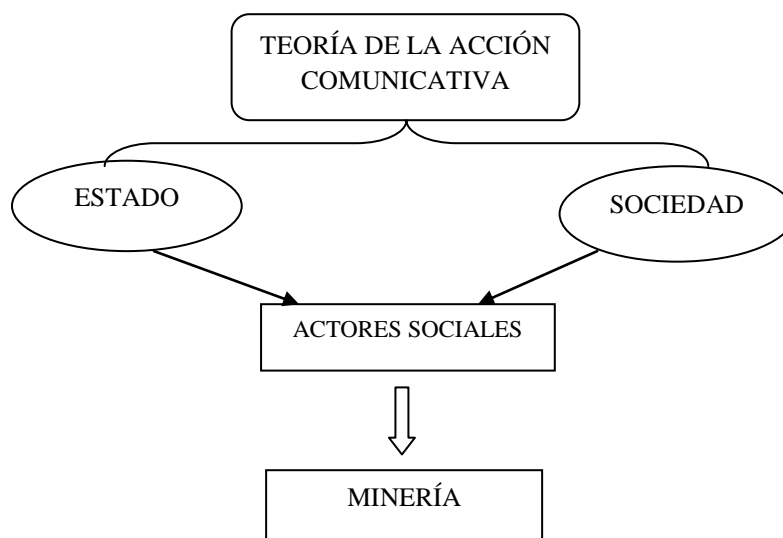 TEORÍA DE LA ACCIÓN
COMUNICATIVA
ESTADO
SOCIEDAD
ACTORES SOCIALES
MINERÍA